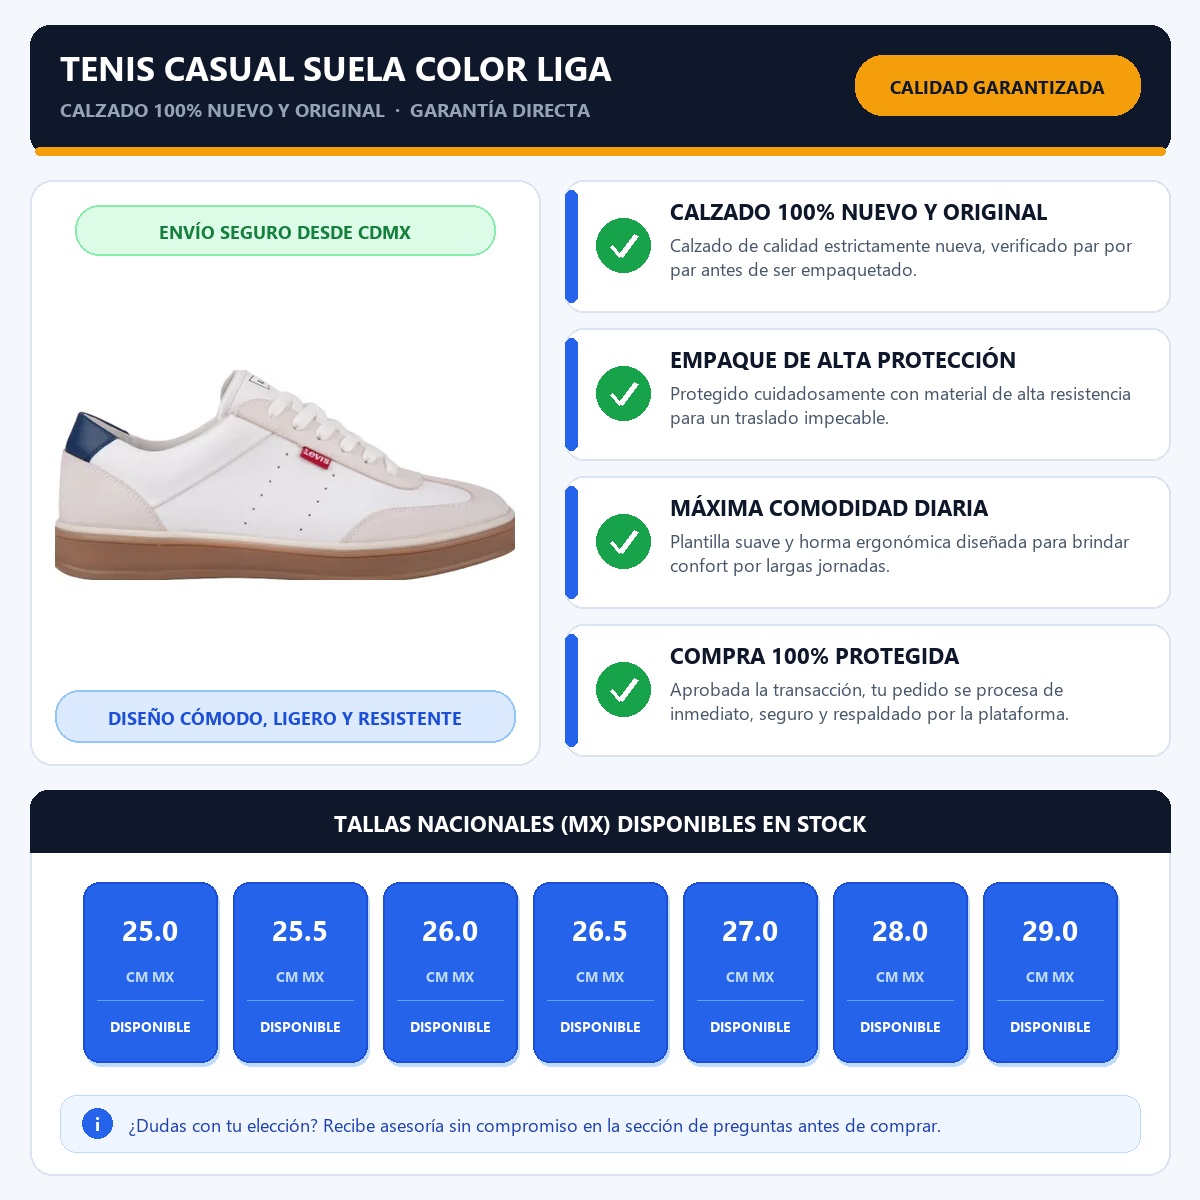 TENIS CASUAL SUELA COLOR LIGA
CALZADO 100% NUEVO Y ORIGINAL · GARANTÍA DIRECTA
CALIDAD GARANTIZADA
ENVÍO SEGURO DESDE CDMX
Levi's
DISEÑO CÓMODO, LIGERO Y RESISTENTE
CALZADO 100% NUEVO Y ORIGINAL
Calzado de calidad estrictamente nueva, verificado par por
par antes de ser empaquetado.
EMPAQUE DE ALTA PROTECCIÓN
Protegido cuidadosamente con material de alta resistencia
para un traslado impecable.
MÁXIMA COMODIDAD DIARIA
Plantilla suave y horma ergonómica diseñada para brindar
confort por largas jornadas.
COMPRA 100% PROTEGIDA
Aprobada la transacción, tu pedido se procesa de
inmediato, seguro y respaldado por la plataforma.
TALLAS NACIONALES (MX) DISPONIBLES EN STOCK
25.0 25.5 26.0 26.5 27.0 28.0 29.0
CM MX CM MX CM MX CM MX CM MX CM MX CM MX
DISPONIBLE DISPONIBLE DISPONIBLE DISPONIBLE DISPONIBLE DISPONIBLE DISPONIBLE
¿Dudas con tu elección? Recibe asesoría sin compromiso en la sección de preguntas antes de comprar.